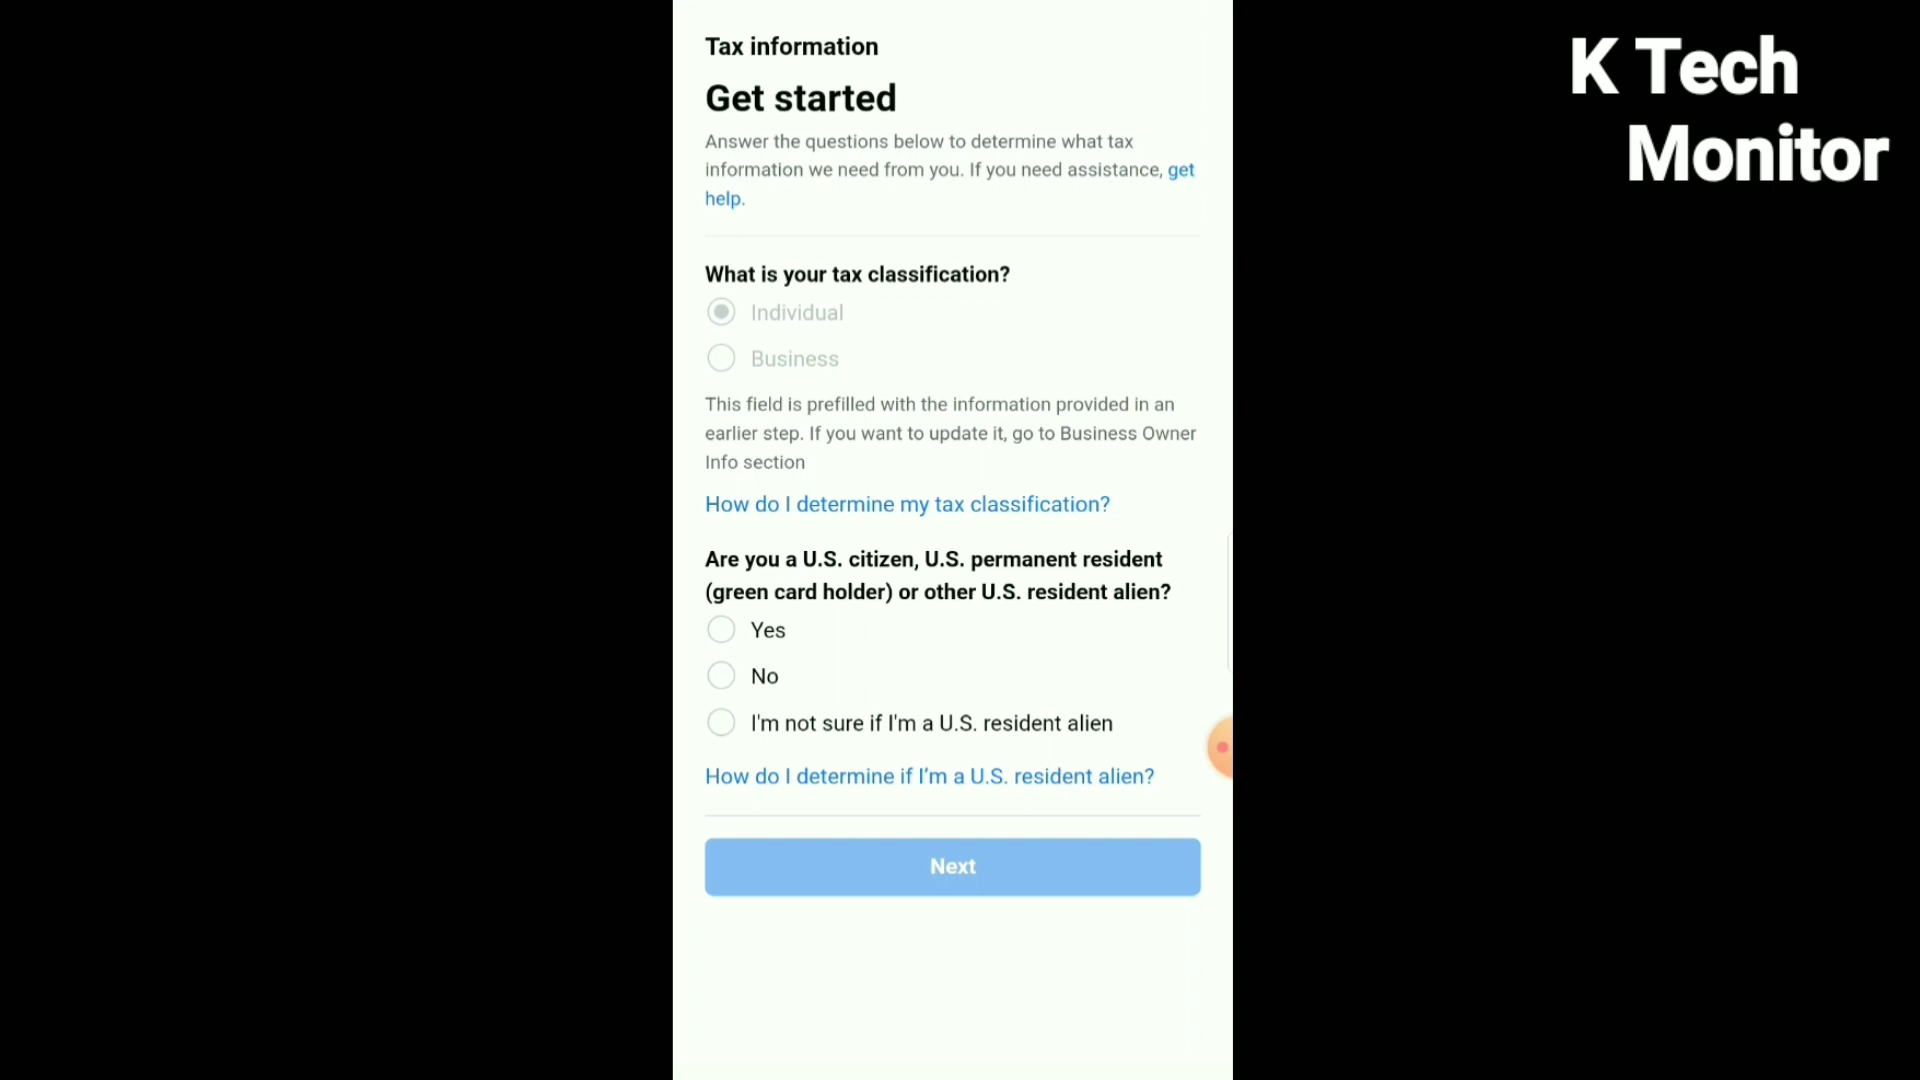 Tax information
Get started
Answer the questions below to determine what tax
information we need from you. If you need assistance, get
help.
What is your tax classification?
Individual
Business
This field is prefilled with the information provided in an
earlier step. If you want to update it, go to Business Owner
Info section
How do I determine my tax classification?
Are you a U.S. citizen, U.S. permanent resident
(green card holder) or other U.S. resident alien?
Yes
No
I'm not sure if I'm a U.S. resident alien
How do I determine if I'm a U.S. resident alien?
Next
K Tech
Monitor